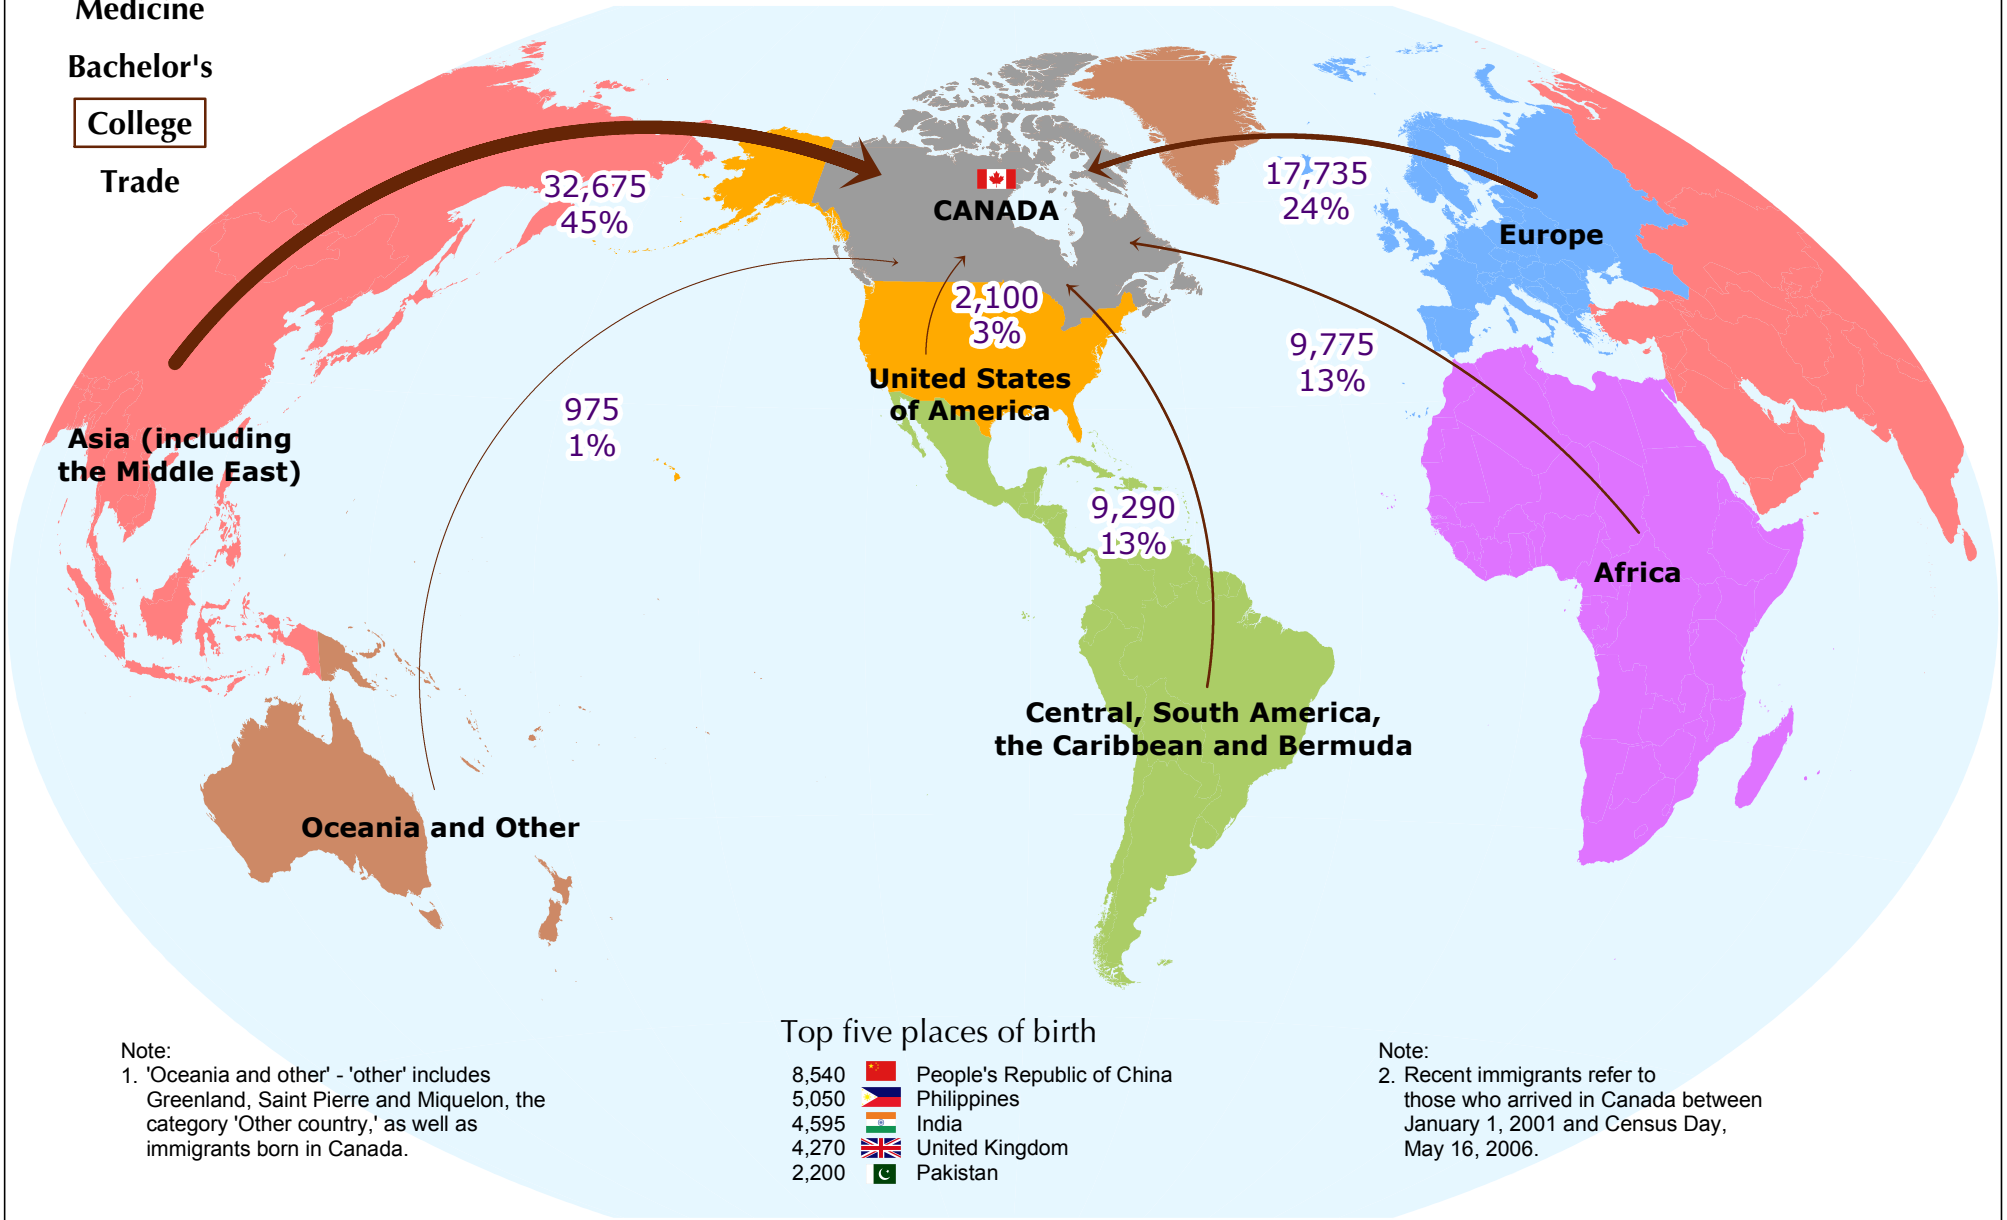 Medicine
Bachelor's
College
Trade
32,675
45%
CANADA
17,735
24%
Europe
2,100
3%
United States
of America
9,775
13%
975
1%
Asia (including
the Middle East)
9,290
13%
Africa
Central, South America,
the Caribbean and Bermuda
Oceania and Other
Note:
1. 'Oceania and other' - 'other' includes
Greenland, Saint Pierre and Miquelon, the
category 'Other country,' as well as
immigrants born in Canada.
Top five places of birth
8,540 People's Republic of China
5,050 Philippines
4,595 India
4,270 United Kingdom
2,200 Pakistan
Note:
2. Recent immigrants refer to
those who arrived in Canada between
January 1, 2001 and Census Day,
May 16, 2006.